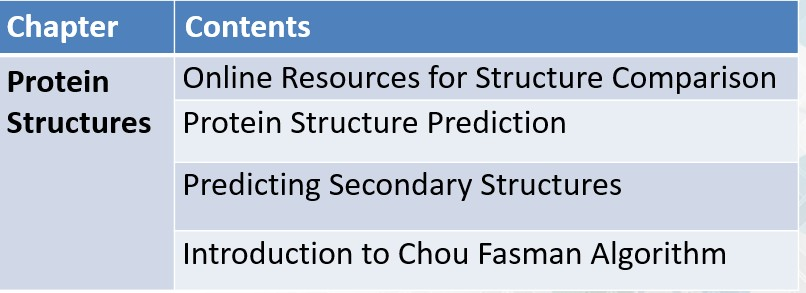 Chapter Contents
Protein Structures
Online Resources for Structure Comparison
Protein Structure Prediction
Predicting Secondary Structures
Introduction to Chou Fasman Algorithm